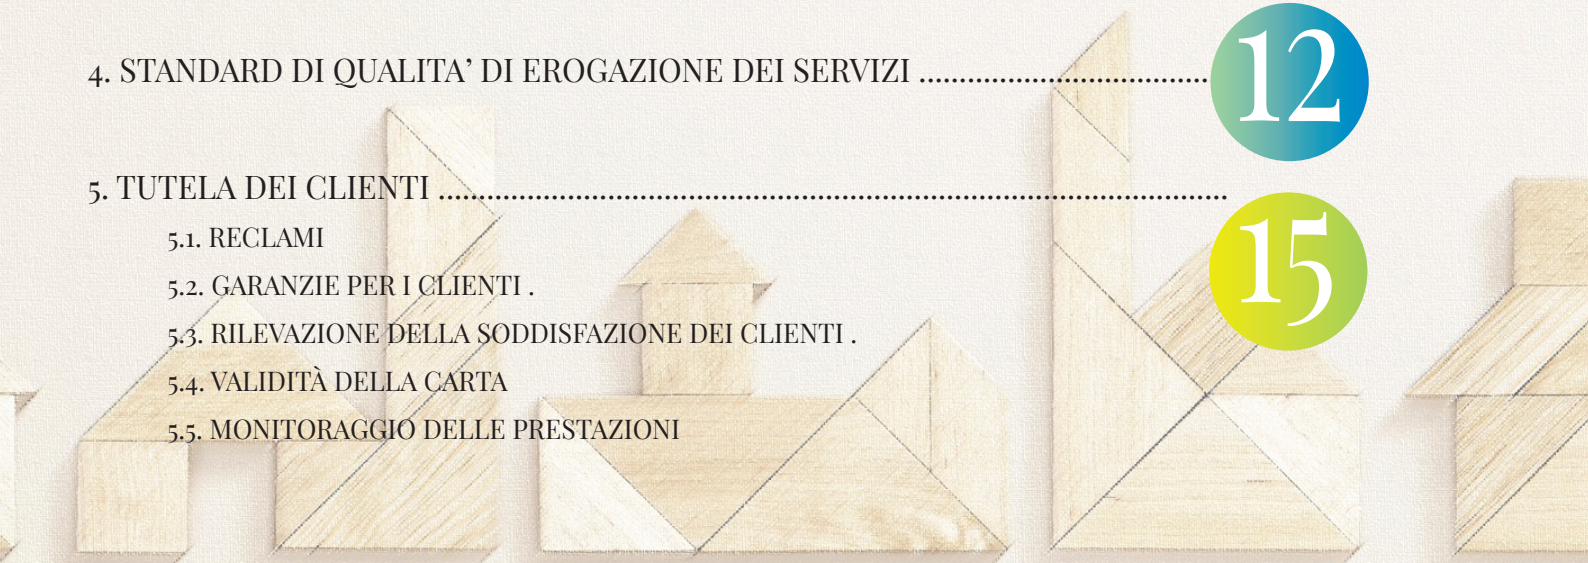 4. STANDARD DI QUALITA’ DI EROGAZIONE DEI SERVIZI .................................... 12
5. TUTELA DEI CLIENTI .................................................................................................. 15
5.1. RECLAMI
5.2. GARANZIE PER I CLIENTI .
5.3. RILEVAZIONE DELLA SODDISFAZIONE DEI CLIENTI .
5.4. VALIDITÀ DELLA CARTA
5.5. MONITORAGGIO DELLE PRESTAZIONI